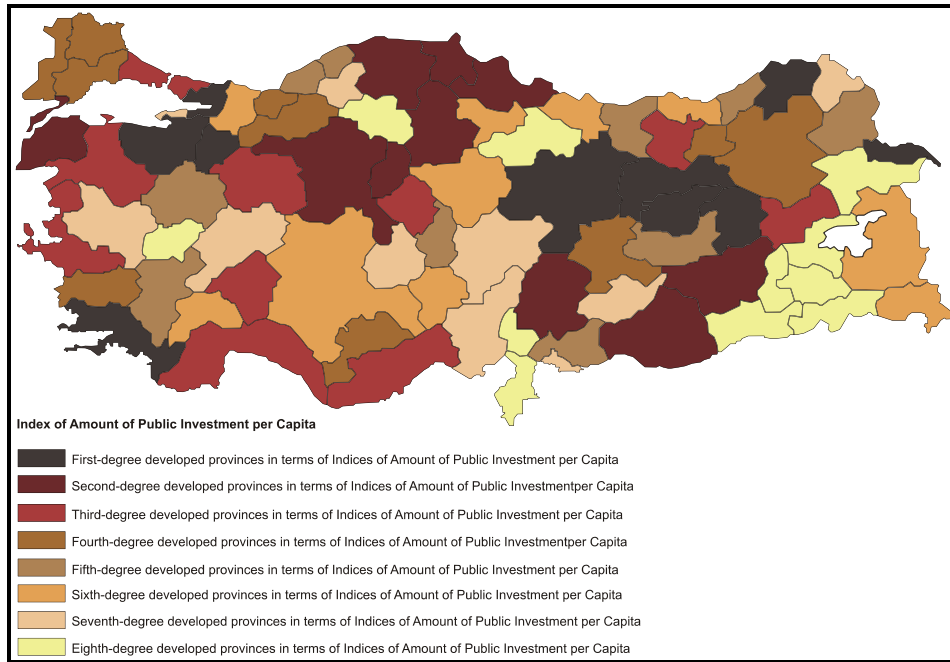 Index of Amount of Public Investment per Capita
First-degree developed provinces in terms of Indices of Amount of Public Investment per Capita
Second-degree developed provinces in terms of Indices of Amount of Public Investmentper Capita
Third-degree developed provinces in terms of Indices of Amount of Public Investment per Capita
Fourth-degree developed provinces in terms of Indices of Amount of Public Investmentper Capita
Fifth-degree developed provinces in terms of Indices of Amount of Public Investment per Capita
Sixth-degree developed provinces in terms of Indices of Amount of Public Investment per Capita
Seventh-degree developed provinces in terms of Indices of Amount of Public Investment per Capita
Eighth-degree developed provinces in terms of Indices of Amount of Public Investment per Capita